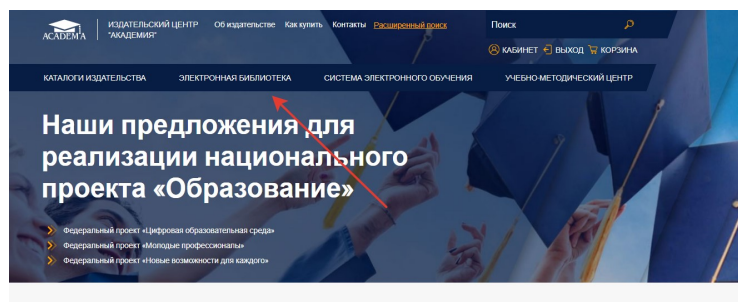 ИЗДАТЕЛЬСКИЙ ЦЕНТР
"АКАДЕМИЯ"
ACADEMA
Об издательстве Как купить Контакты Расширенный поиск
Поиск
КАБИНЕТ ВЫХОД КОРЗИНА
КАТАЛОГИ ИЗДАТЕЛЬСТВА ЭЛЕКТРОННАЯ БИБЛИОТЕКА СИСТЕМА ЭЛЕКТРОННОГО ОБУЧЕНИЯ УЧЕБНО-МЕТОДИЧЕСКИЙ ЦЕНТР
Наши предложения для
реализации национального
проекта «Образование»
Федеральный проект «Цифровая образовательная среда»
Федеральный проект «Молодые профессионалы»
Федеральный проект «Новые возможности для каждого»